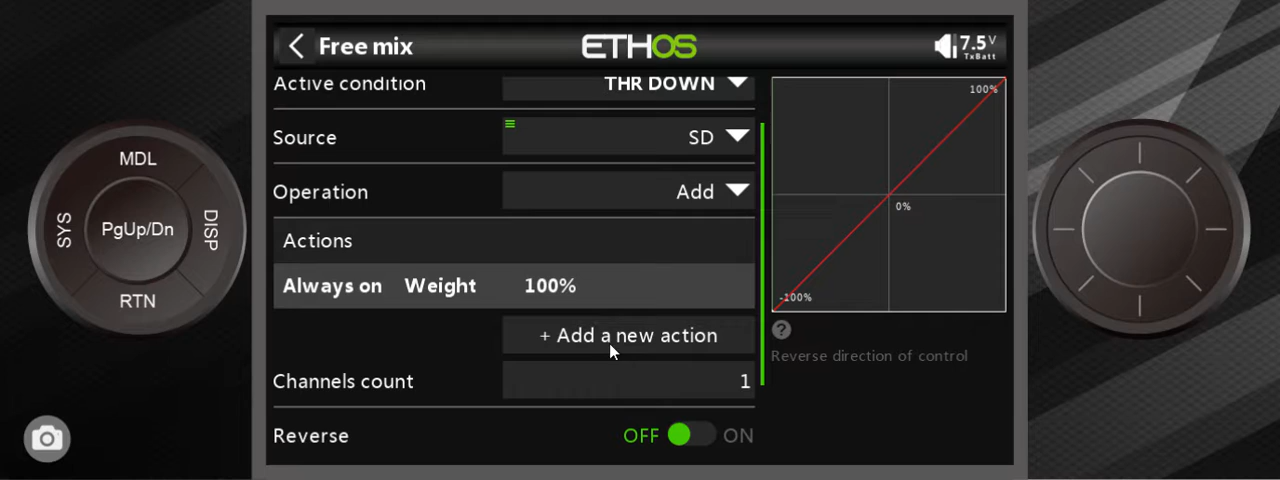 MDL
SYS
PgUp/Dn
DISP
RTN
Free mix
ETHOS
7.5V
TxBatt
Active condition
THR DOWN
Source
SD
Operation
Add
Actions
Always on Weight 100%
+ Add a new action
Channels count
1
Reverse
OFF ON
100%
0%
-100%
?
Reverse direction of control